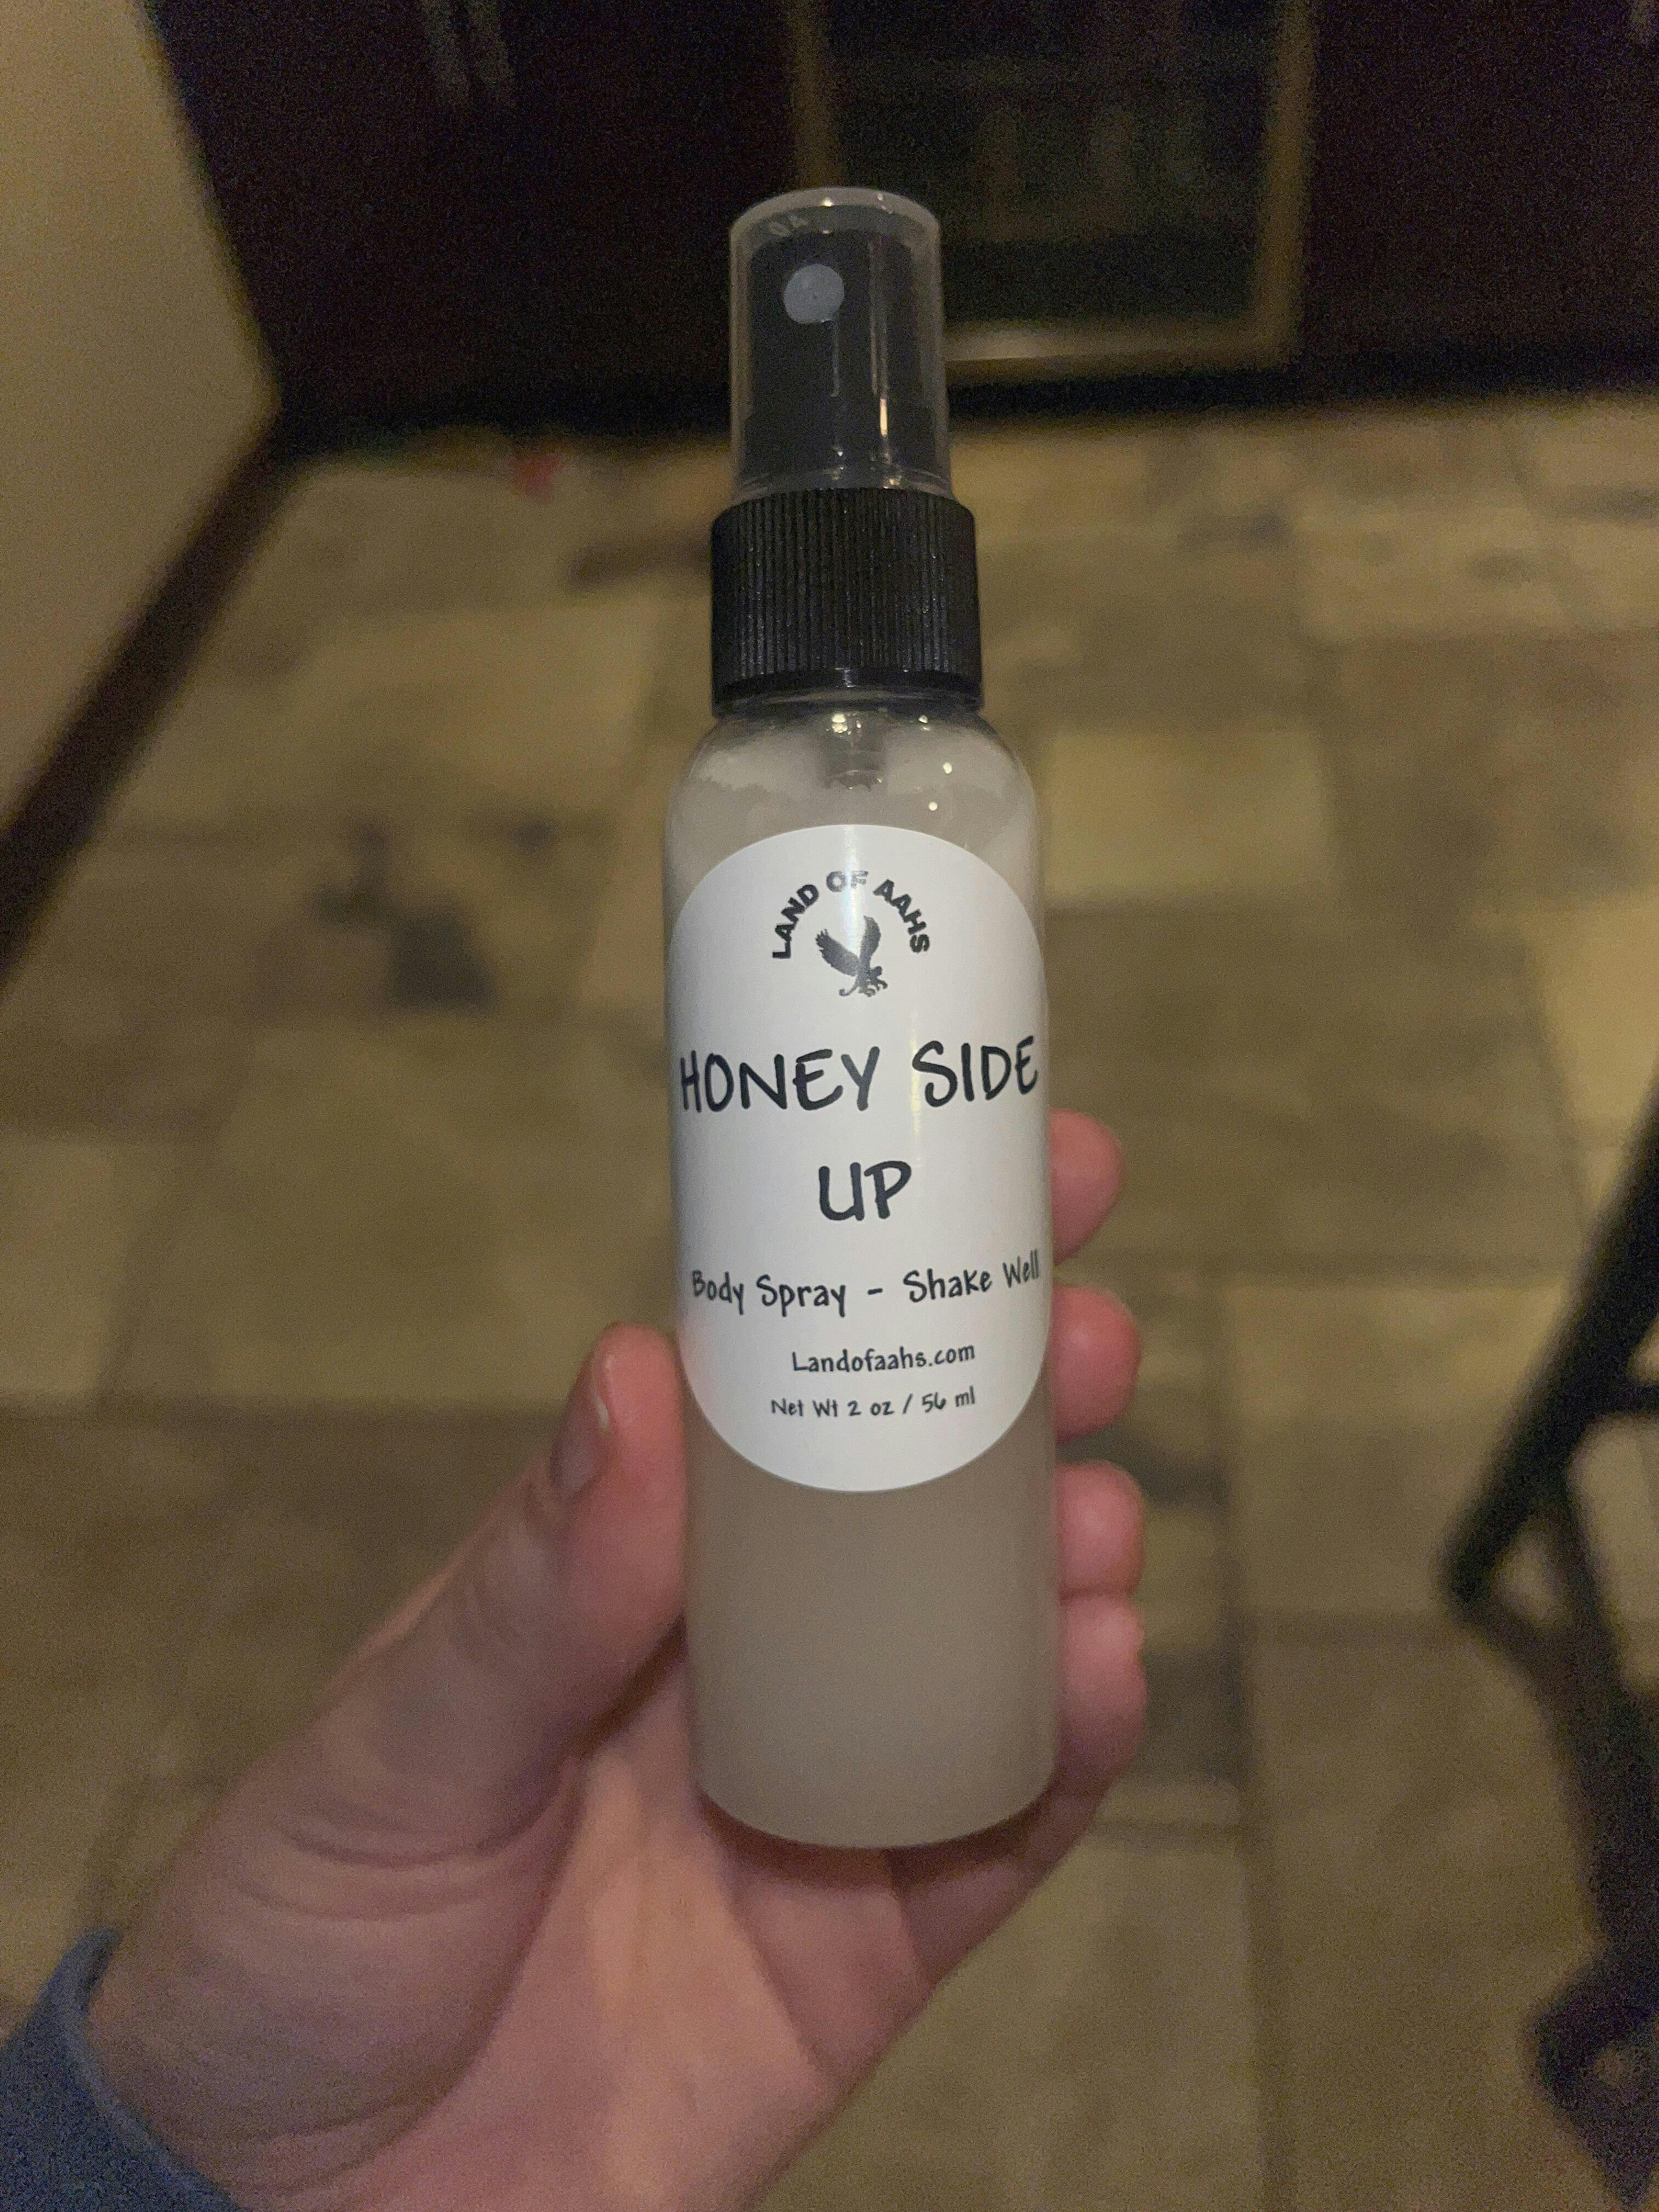 LAND OF AAHS
HONEY SIDE
UP
Body Spray - Shake Well
Landofaahs.com
Net Wt 2 oz / 56 ml